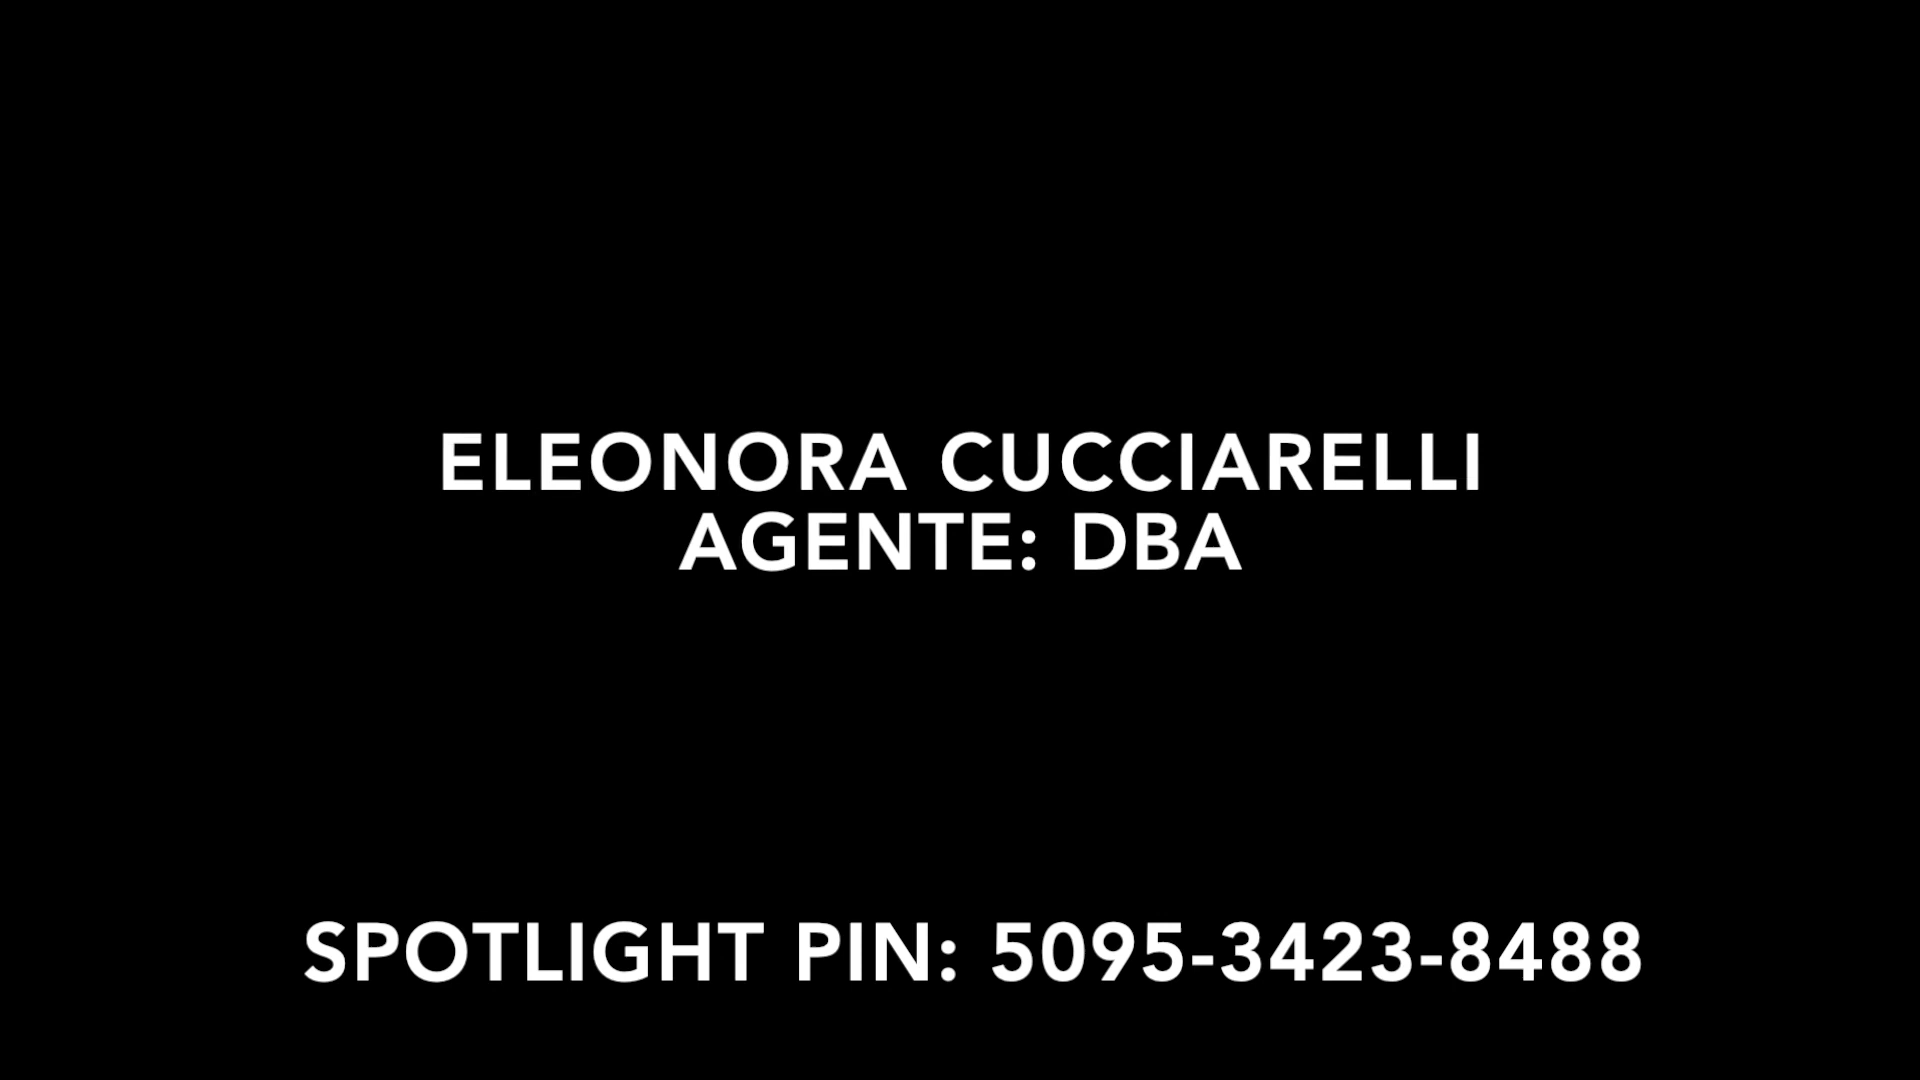 ELEONORA CUCCIARELLI
AGENTE: DBA
SPOTLIGHT PIN: 5095-3423-8488